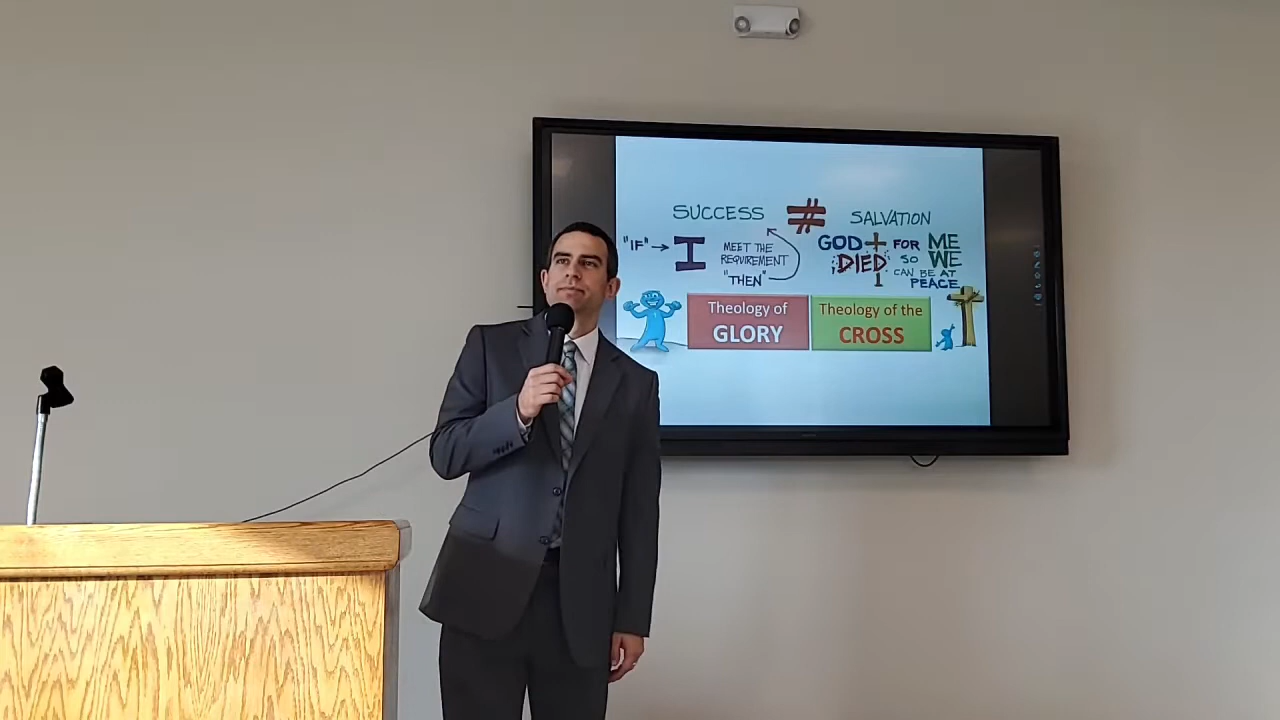 SUCCESS ≠ SALVATION
"IF" → I MEET THE
REQUIREMENT
"THEN"
GOD DIED FOR ME
SO WE
CAN BE AT
PEACE
Theology of
GLORY
Theology of the
CROSS